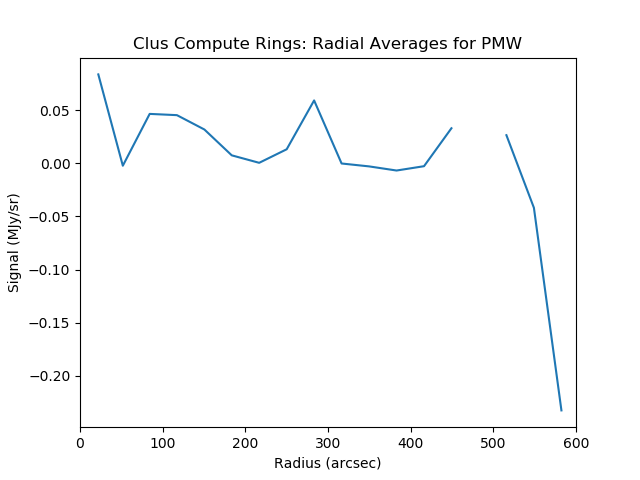 Clus Compute Rings: Radial Averages for PMW
Signal (MJy/sr)
0.05
0.00
−0.05
−0.10
−0.15
−0.20
0 100 200 300 400 500 600
Radius (arcsec)